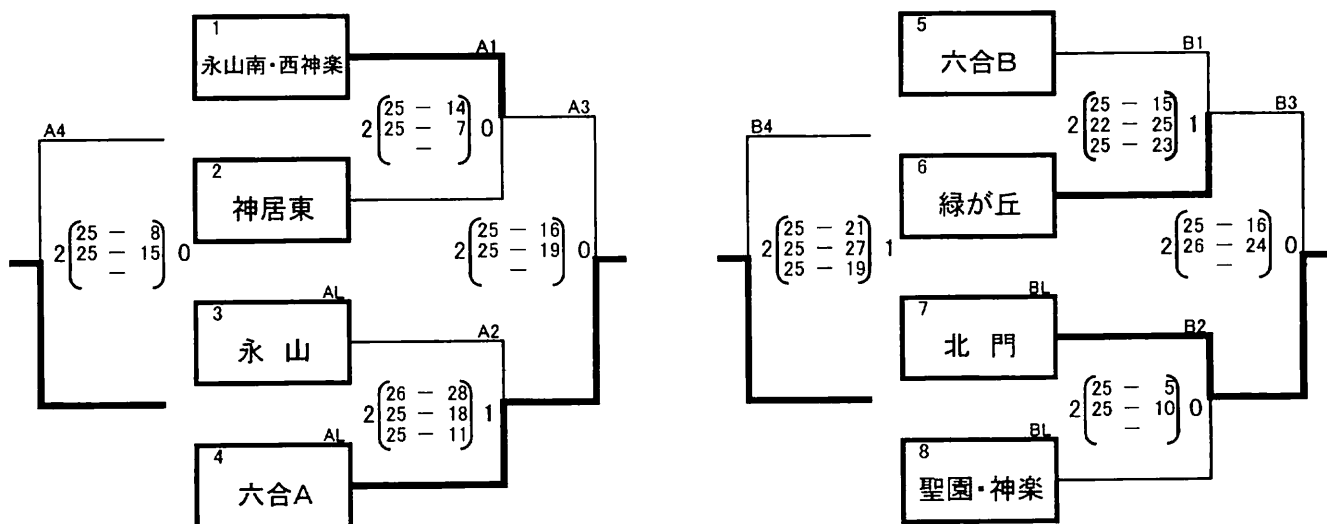 1
永山南・西神楽
A1
2
25 － 14
25 － 7
－
0
A3
2
神居東
A4
2
25 － 8
25 － 15
－
0
2
25 － 16
25 － 19
－
0
AL
3
永 山
A2
2
26 － 28
25 － 18
25 － 11
1
AL
4
六合A
5
六合B
B1
2
25 － 15
22 － 25
25 － 23
1
B3
6
緑が丘
B4
2
25 － 21
25 － 27
25 － 19
1
2
25 － 16
26 － 24
－
0
BL
7
北 門
B2
2
25 － 5
25 － 10
－
0
BL
8
聖園・神楽